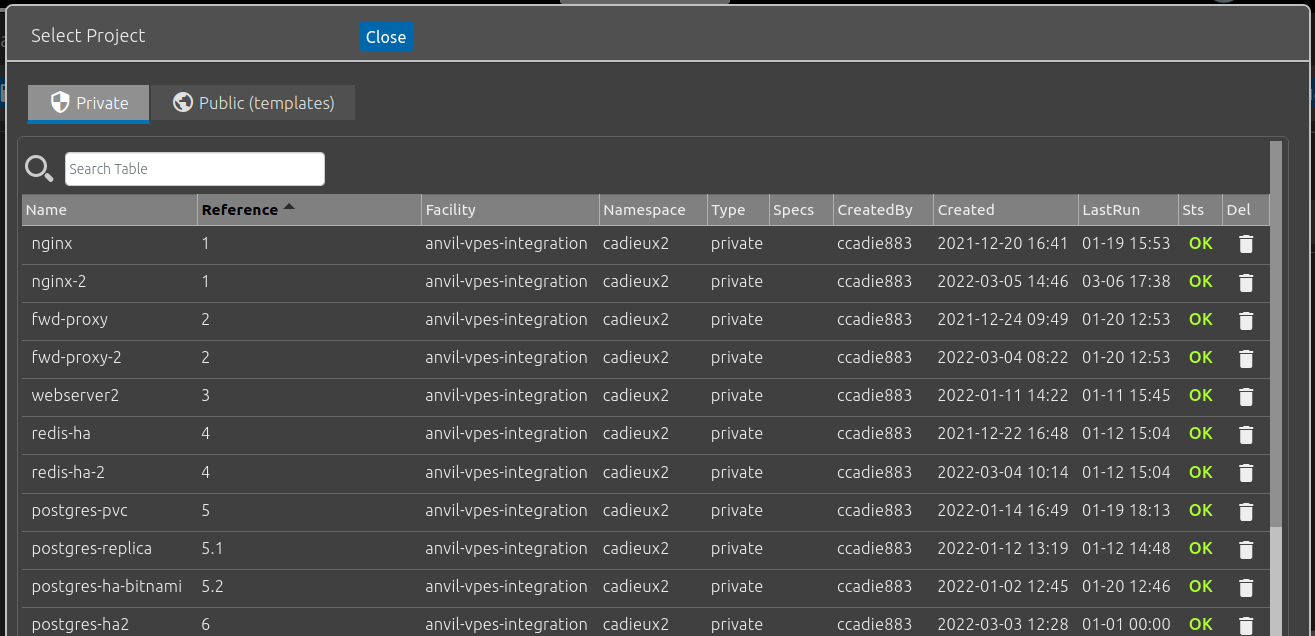 Select Project Close
Private Public (templates)
Search Table
Name Reference Facility Namespace Type Specs CreatedBy Created LastRun Sts Del
nginx 1 anvil-vpes-integration cadieux2 private ccadie883 2021-12-20 16:41 01-19 15:53 OK
nginx-2 1 anvil-vpes-integration cadieux2 private ccadie883 2022-03-05 14:46 03-06 17:38 OK
fwd-proxy 2 anvil-vpes-integration cadieux2 private ccadie883 2021-12-24 09:49 01-20 12:53 OK
fwd-proxy-2 2 anvil-vpes-integration cadieux2 private ccadie883 2022-03-04 08:22 01-20 12:53 OK
webserver2 3 anvil-vpes-integration cadieux2 private ccadie883 2022-01-11 14:22 01-11 15:45 OK
redis-ha 4 anvil-vpes-integration cadieux2 private ccadie883 2021-12-22 16:48 01-12 15:04 OK
redis-ha-2 4 anvil-vpes-integration cadieux2 private ccadie883 2022-03-04 10:14 01-12 15:04 OK
postgres-pvc 5 anvil-vpes-integration cadieux2 private ccadie883 2022-01-14 16:49 01-19 18:13 OK
postgres-replica 5.1 anvil-vpes-integration cadieux2 private ccadie883 2022-01-12 13:19 01-12 14:48 OK
postgres-ha-bitnami 5.2 anvil-vpes-integration cadieux2 private ccadie883 2022-01-02 12:45 01-20 12:46 OK
postgres-ha2 6 anvil-vpes-integration cadieux2 private ccadie883 2022-03-03 12:28 01-01 00:00 OK